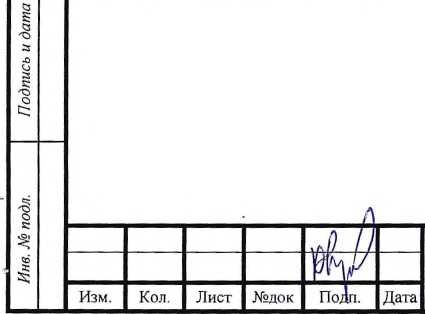 Подпись и дата
Инв. № подл.
Изм. Кол. Лист №док Подп. Дата